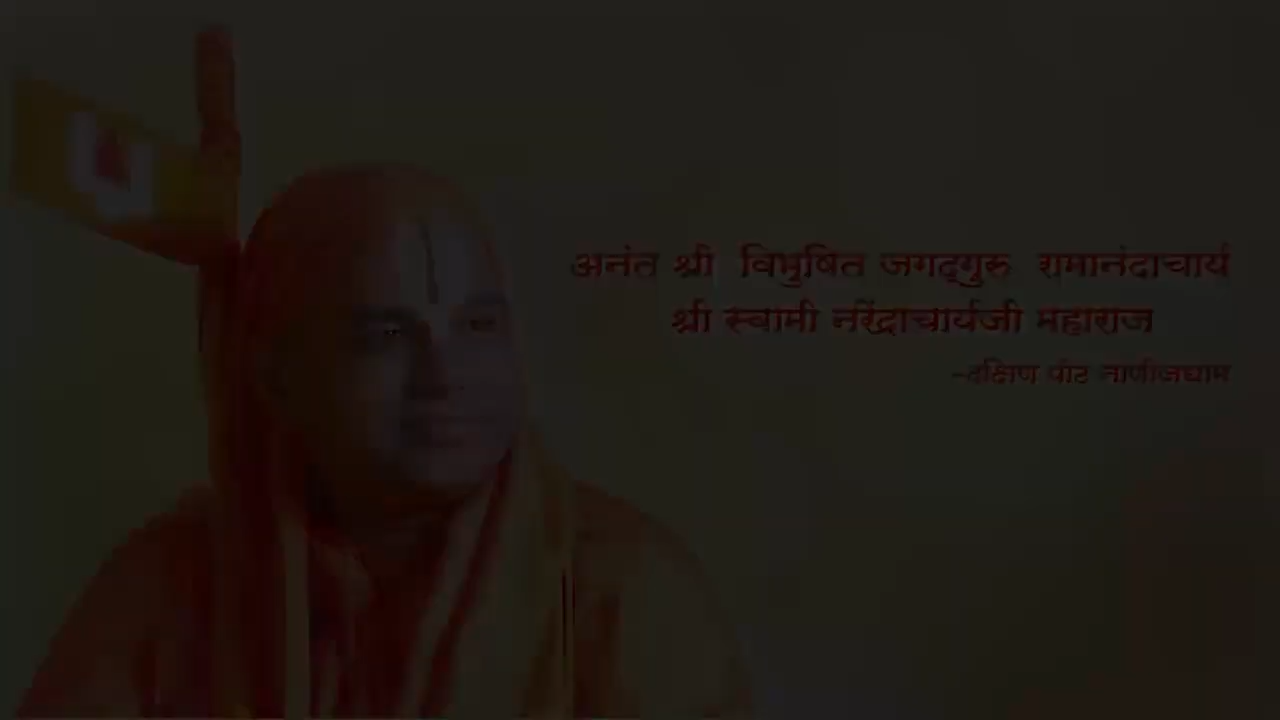 अनंत श्री विभुषित जगद्गुरू रामानंदाचार्य
श्री स्वामी नरेंद्राचार्यजी महाराज
-दक्षिण पीठ नाणीजधाम